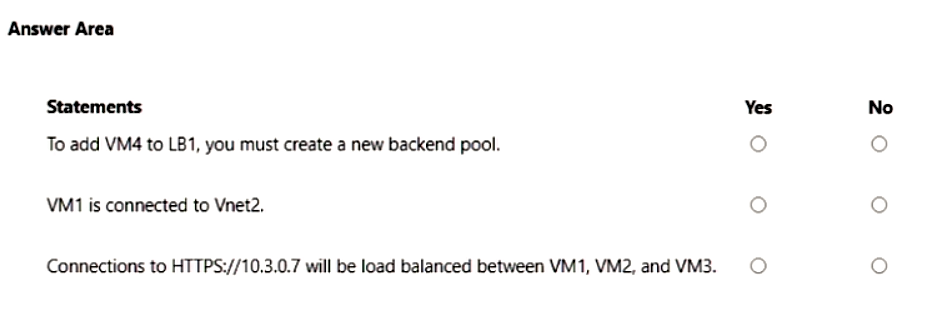 Answer Area
Statements Yes No
To add VM4 to LB1, you must create a new backend pool.
VM1 is connected to Vnet2.
Connections to HTTPS://10.3.0.7 will be load balanced between VM1, VM2, and VM3.